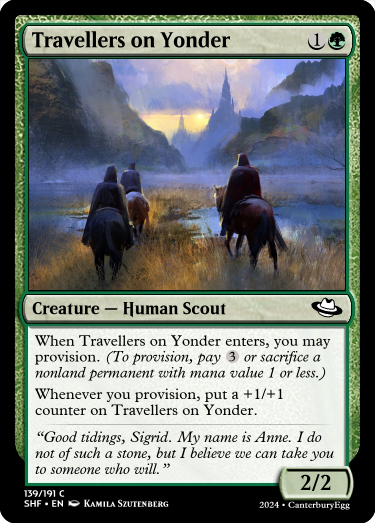 Travellers on Yonder 1
Creature — Human Scout
When Travellers on Yonder enters, you may
provision. (To provision, pay 3 or sacrifice a
nonland permanent with mana value 1 or less.)
Whenever you provision, put a +1/+1
counter on Travellers on Yonder.
“Good tidings, Sigrid. My name is Anne. I do
not of such a stone, but I believe we can take you
to someone who will.”
2/2
139/191 C
SHF • EN Kamila Szutenberg
2024 • CanterburyEgg